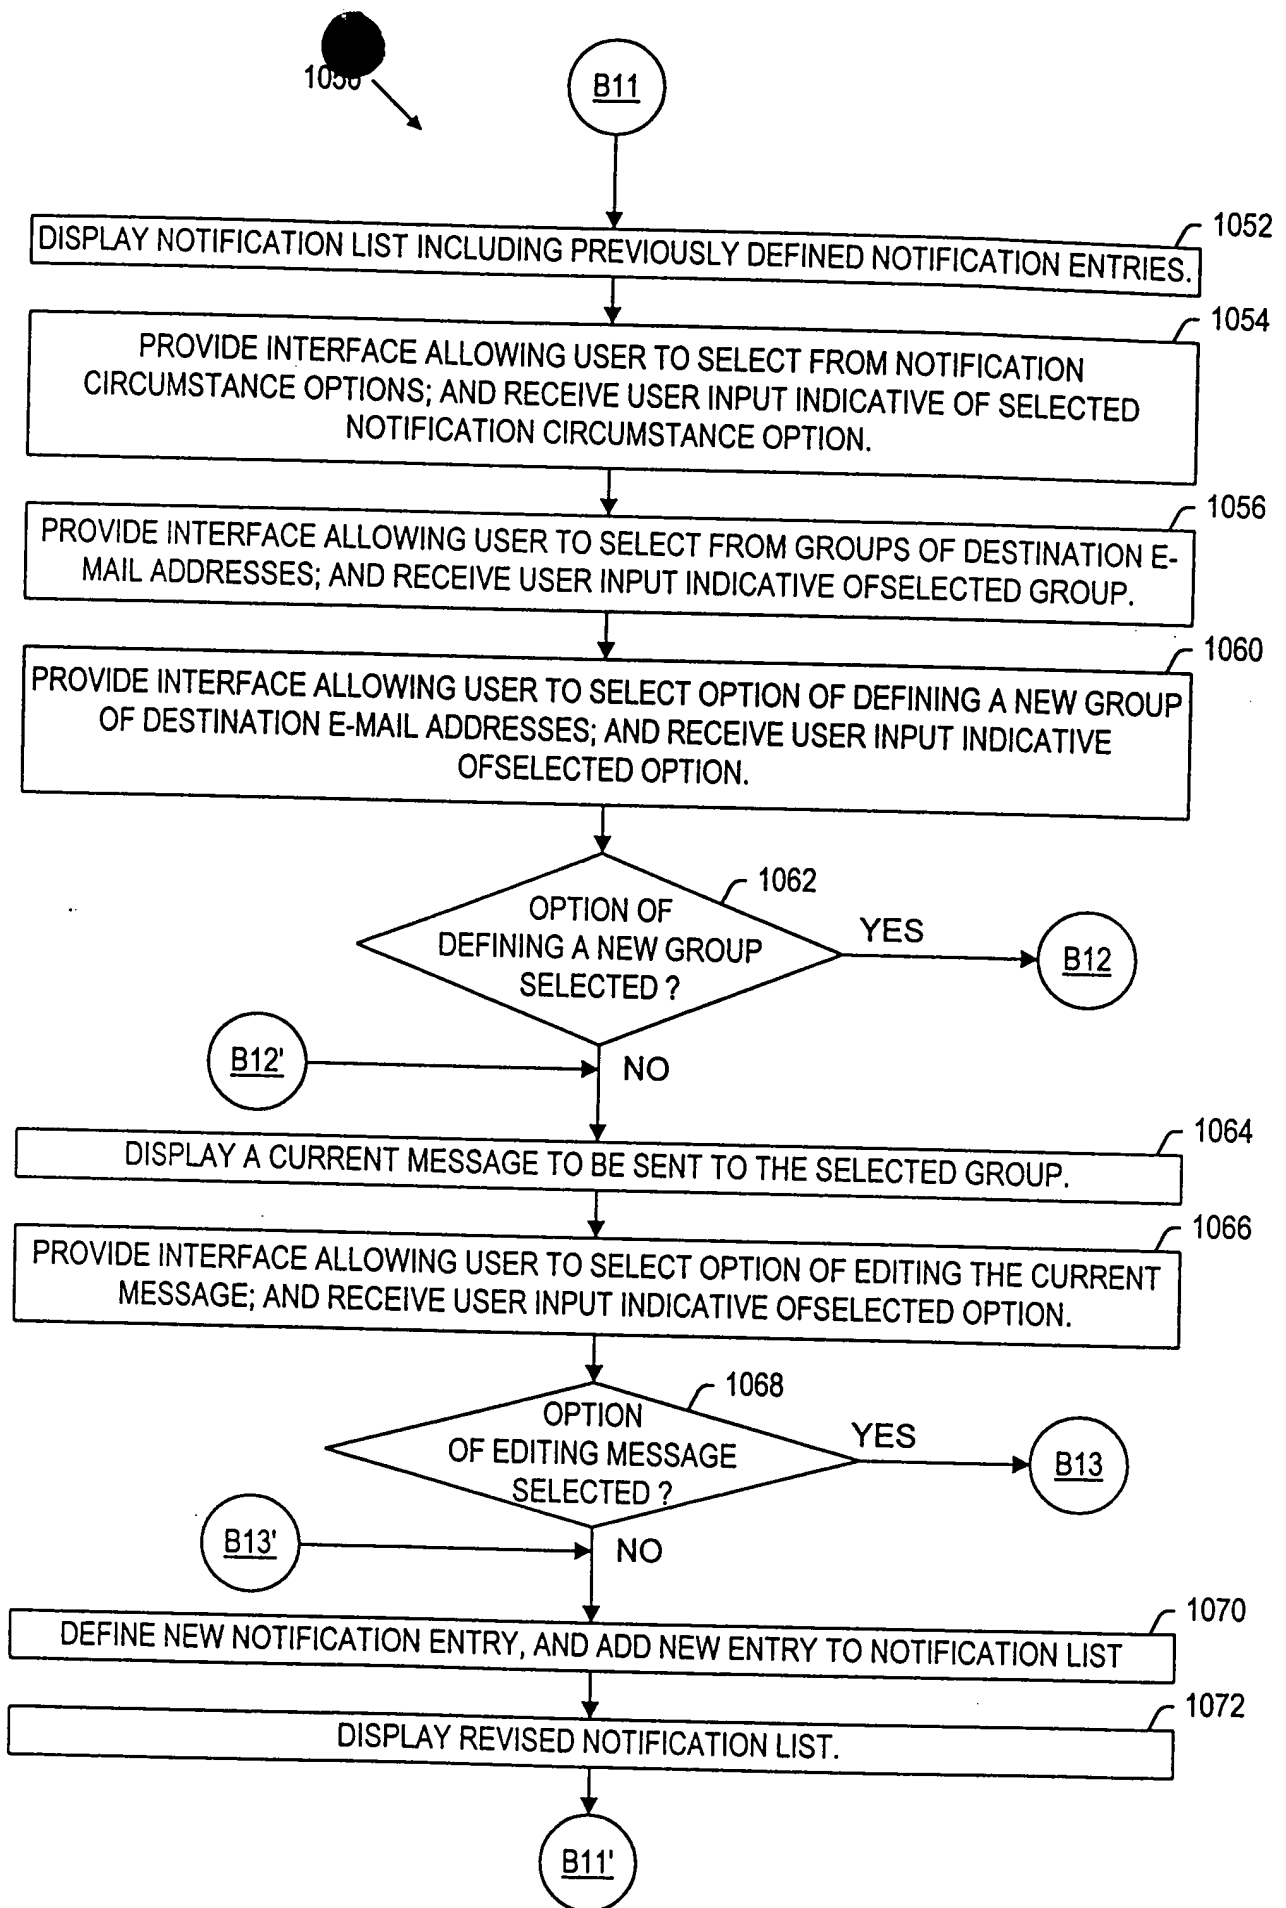 1050
B11
1052
DISPLAY NOTIFICATION LIST INCLUDING PREVIOUSLY DEFINED NOTIFICATION ENTRIES.
1054
PROVIDE INTERFACE ALLOWING USER TO SELECT FROM NOTIFICATION
CIRCUMSTANCE OPTIONS; AND RECEIVE USER INPUT INDICATIVE OF SELECTED
NOTIFICATION CIRCUMSTANCE OPTION.
1056
PROVIDE INTERFACE ALLOWING USER TO SELECT FROM GROUPS OF DESTINATION E-
MAIL ADDRESSES; AND RECEIVE USER INPUT INDICATIVE OFSELECTED GROUP.
1060
PROVIDE INTERFACE ALLOWING USER TO SELECT OPTION OF DEFINING A NEW GROUP
OF DESTINATION E-MAIL ADDRESSES; AND RECEIVE USER INPUT INDICATIVE
OFSELECTED OPTION.
1062
OPTION OF
DEFINING A NEW GROUP
SELECTED ?
YES
B12
B12'
NO
1064
DISPLAY A CURRENT MESSAGE TO BE SENT TO THE SELECTED GROUP.
1066
PROVIDE INTERFACE ALLOWING USER TO SELECT OPTION OF EDITING THE CURRENT
MESSAGE; AND RECEIVE USER INPUT INDICATIVE OFSELECTED OPTION.
1068
OPTION
OF EDITING MESSAGE
SELECTED ?
YES
B13
B13'
NO
1070
DEFINE NEW NOTIFICATION ENTRY, AND ADD NEW ENTRY TO NOTIFICATION LIST
1072
DISPLAY REVISED NOTIFICATION LIST.
B11'